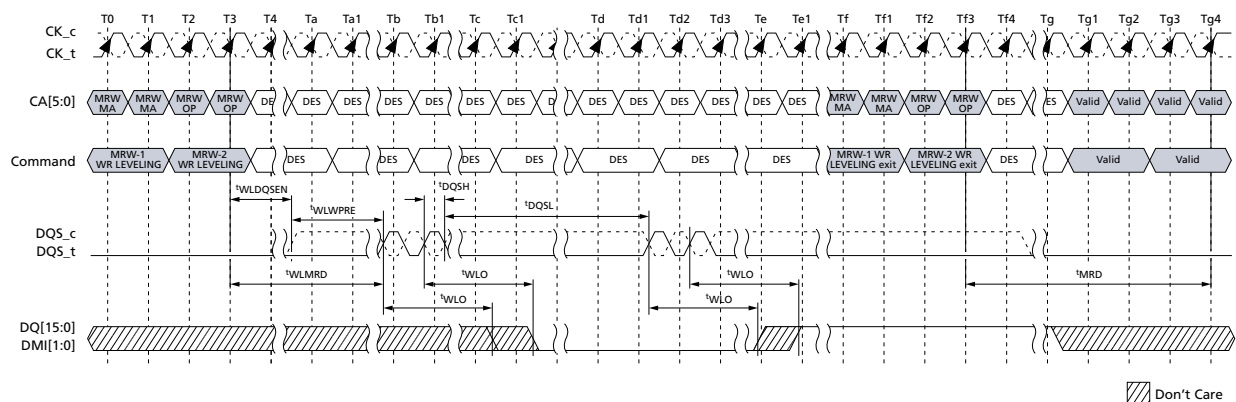 T0 T1 T2 T3 T4 Ta Ta1 Tb Tb1 Tc Tc1 Td Td1 Td2 Td3 Te Te1 Tf Tf1 Tf2 Tf3 Tf4 Tg Tg1 Tg2 Tg3 Tg4
CK_c
CK_t
CA[5:0]
MRW MA
MRW MA
MRW OP
MRW OP
DE
DES
DES
DES
DES
DES
DES
D
DES
DES
DES
DES
DES
DES
MRW MA
MRW MA
MRW OP
MRW OP
DES
ES
Valid
Valid
Valid
Valid
Command
MRW-1
WR LEVELING
MRW-2
WR LEVELING
DES
DES
DES
DES
DES
DES
DES
MRW-1 WR
LEVELING exit
MRW-2 WR
LEVELING exit
DES
Valid
Valid
tWLDQSEN
tDQSH
tWLWPRE
tDQSL
DQS_c
DQS_t
tWLMRD
tWLO
tWLO
tMRD
tWLO
tWLO
DQ[15:0]
DMI[1:0]
Don't Care